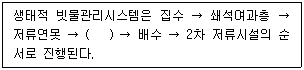 생태적 빗물관리시스템은 집수 → 쇄석여과층 →
저류연못 → (   ) → 배수 → 2차 저류시설의 순
서로 진행된다.